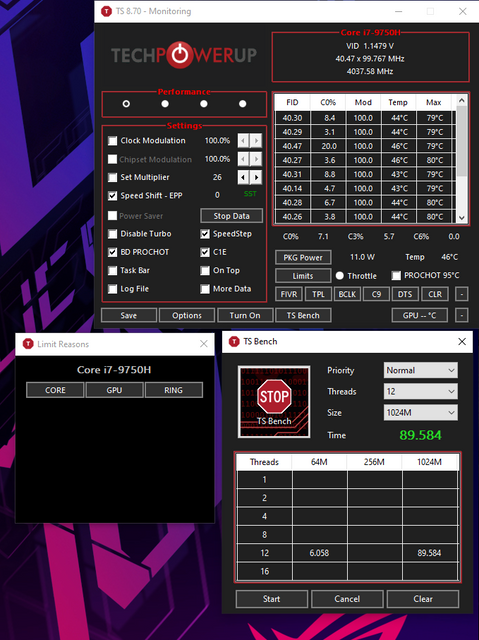 TS 8.70 - Monitoring
TECHPOWERUP
Core i7-9750H
VID 1.1479 V
40.47 x 99.767 MHz
4037.58 MHz
Performance
Settings
Clock Modulation 100.0%
Chipset Modulation 100.0%
Set Multiplier 26
Speed Shift - EPP 0 SST
Power Saver Stop Data
Disable Turbo SpeedStep
BD PROCHOT C1E
Task Bar On Top
Log File More Data
FID C0% Mod Temp Max
40.30 8.4 100.0 44°C 79°C
40.29 3.1 100.0 44°C 79°C
40.47 20.0 100.0 46°C 79°C
40.27 3.6 100.0 46°C 80°C
40.31 8.8 100.0 43°C 79°C
40.14 4.7 100.0 43°C 79°C
40.28 6.7 100.0 44°C 80°C
40.26 3.8 100.0 44°C 80°C
C0% 7.1 C3% 5.7 C6% 0.0
PKG Power 11.0 W Temp 46°C
Limits Throttle PROCHOT 95°C
FIVR TPL BCLK C9 DTS CLR -
Save Options Turn On TS Bench GPU -- °C -
Limit Reasons
Core i7-9750H
CORE GPU RING
TS Bench
STOP
TS Bench
Priority Normal
Threads 12
Size 1024M
Time 89.584
Threads 64M 256M 1024M
1
2
4
8
12 6.058 89.584
16
Start Cancel Clear